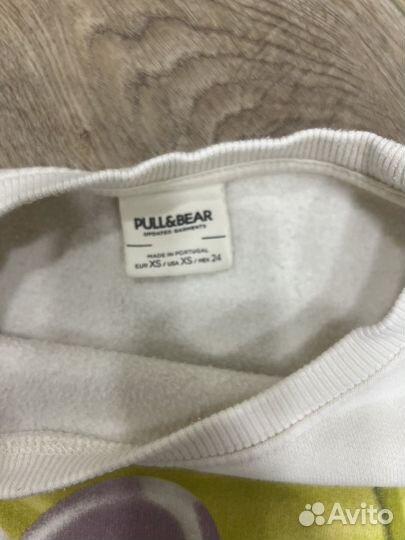 PULL&BEAR
UPDATED GARMENTS
MADE IN PORTUGAL
EUR XS / USA XS / MEX 24
Avito